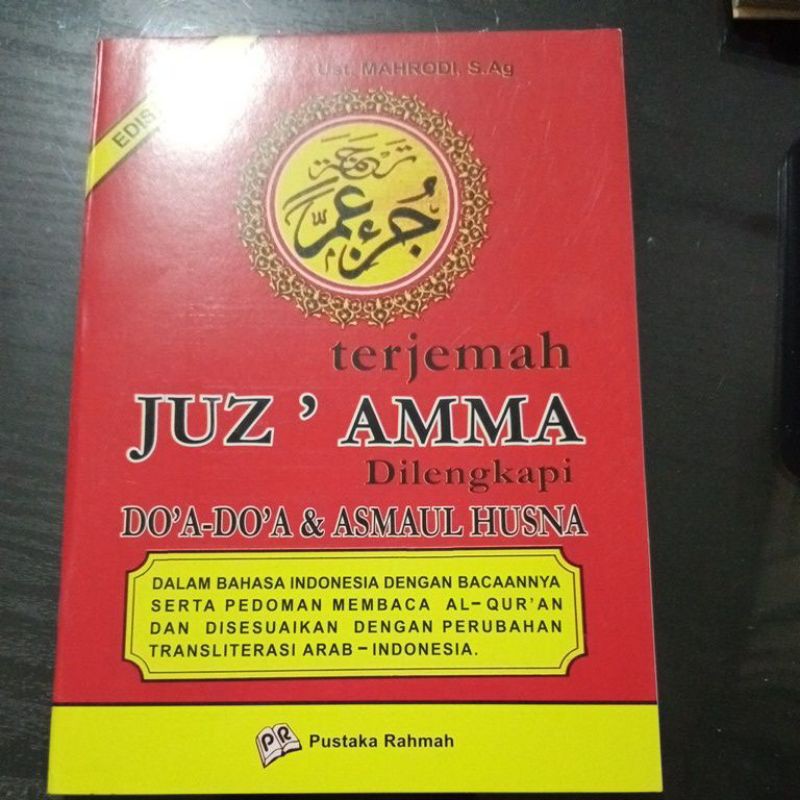 Ust. MAHRODI, S.Ag
EDIS
ترجمة
جزء عم
terjemah
JUZ ' AMMA
Dilengkapi
DO'A-DO'A & ASMAUL HUSNA
DALAM BAHASA INDONESIA DENGAN BACAANNYA
SERTA PEDOMAN MEMBACA AL-QUR'AN
DAN DISESUAIKAN DENGAN PERUBAHAN
TRANSLITERASI ARAB-INDONESIA.
PR
Pustaka Rahmah